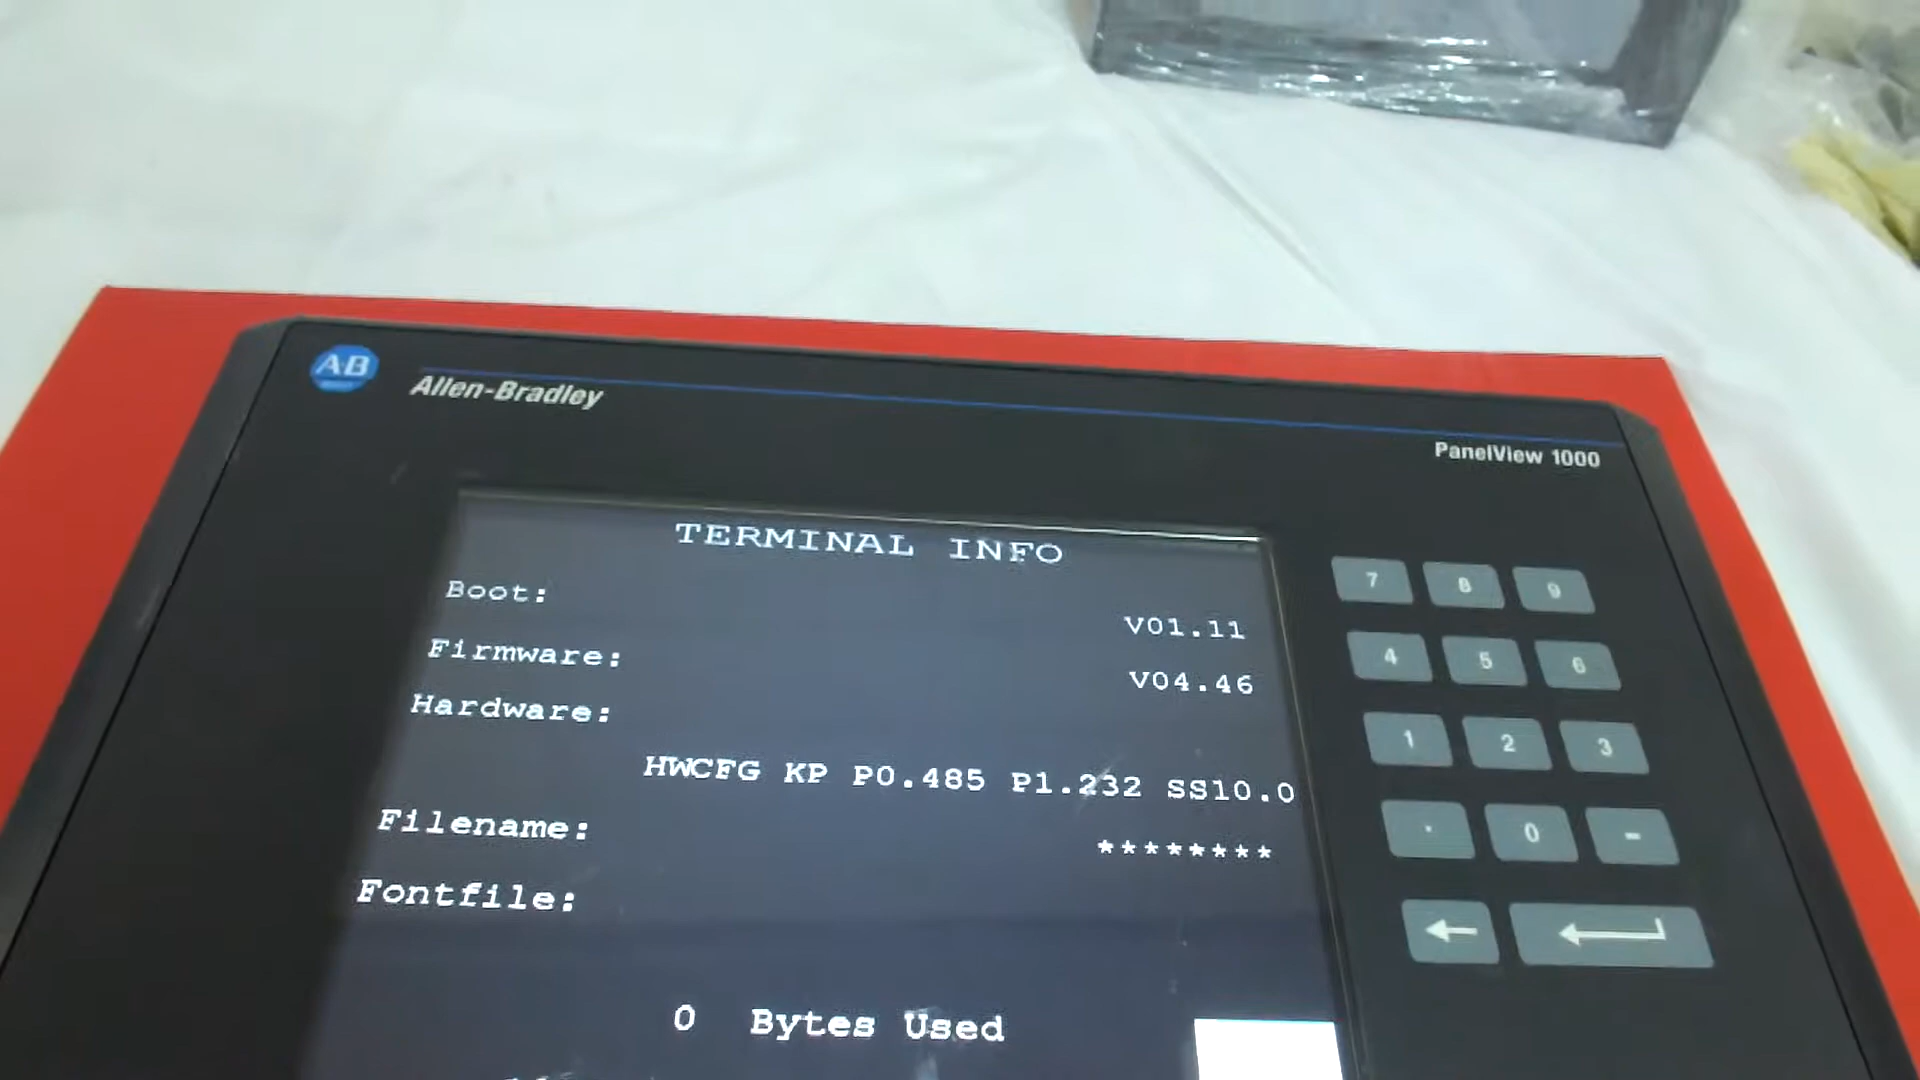 A·B
Allen-Bradley
PanelView 1000
TERMINAL INFO
Boot:
V01.11
Firmware:
V04.46
Hardware:
HWCFG KP P0.485 P1.232 SS10.0
Filename:
********
Fontfile:
0 Bytes Used
7 8 9
4 5 6
1 2 3
. 0 -